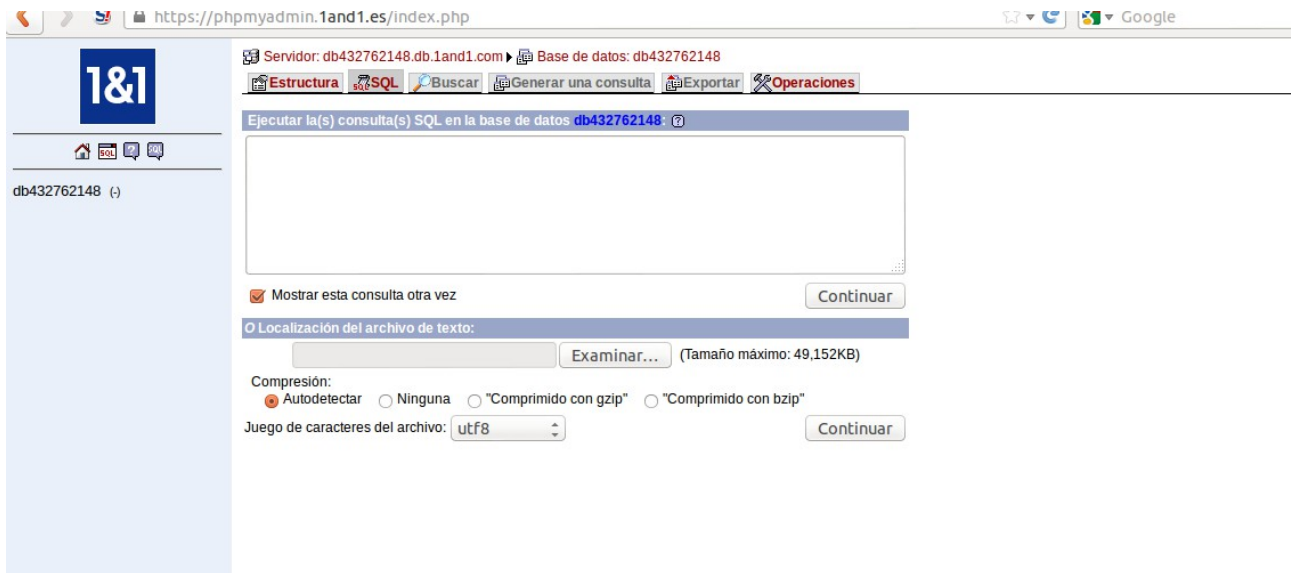 https://phpmyadmin.1and1.es/index.php
Google
1&1
Servidor: db432762148.db.1and1.com ▸ Base de datos: db432762148
Estructura SQL Buscar Generar una consulta Exportar Operaciones
SQL
db432762148 (-)
Ejecutar la(s) consulta(s) SQL en la base de datos db432762148:
Mostrar esta consulta otra vez
Continuar
O Localización del archivo de texto:
Examinar... (Tamaño máximo: 49,152KB)
Compresión:
Autodetectar Ninguna "Comprimido con gzip" "Comprimido con bzip"
Juego de caracteres del archivo: utf8
Continuar